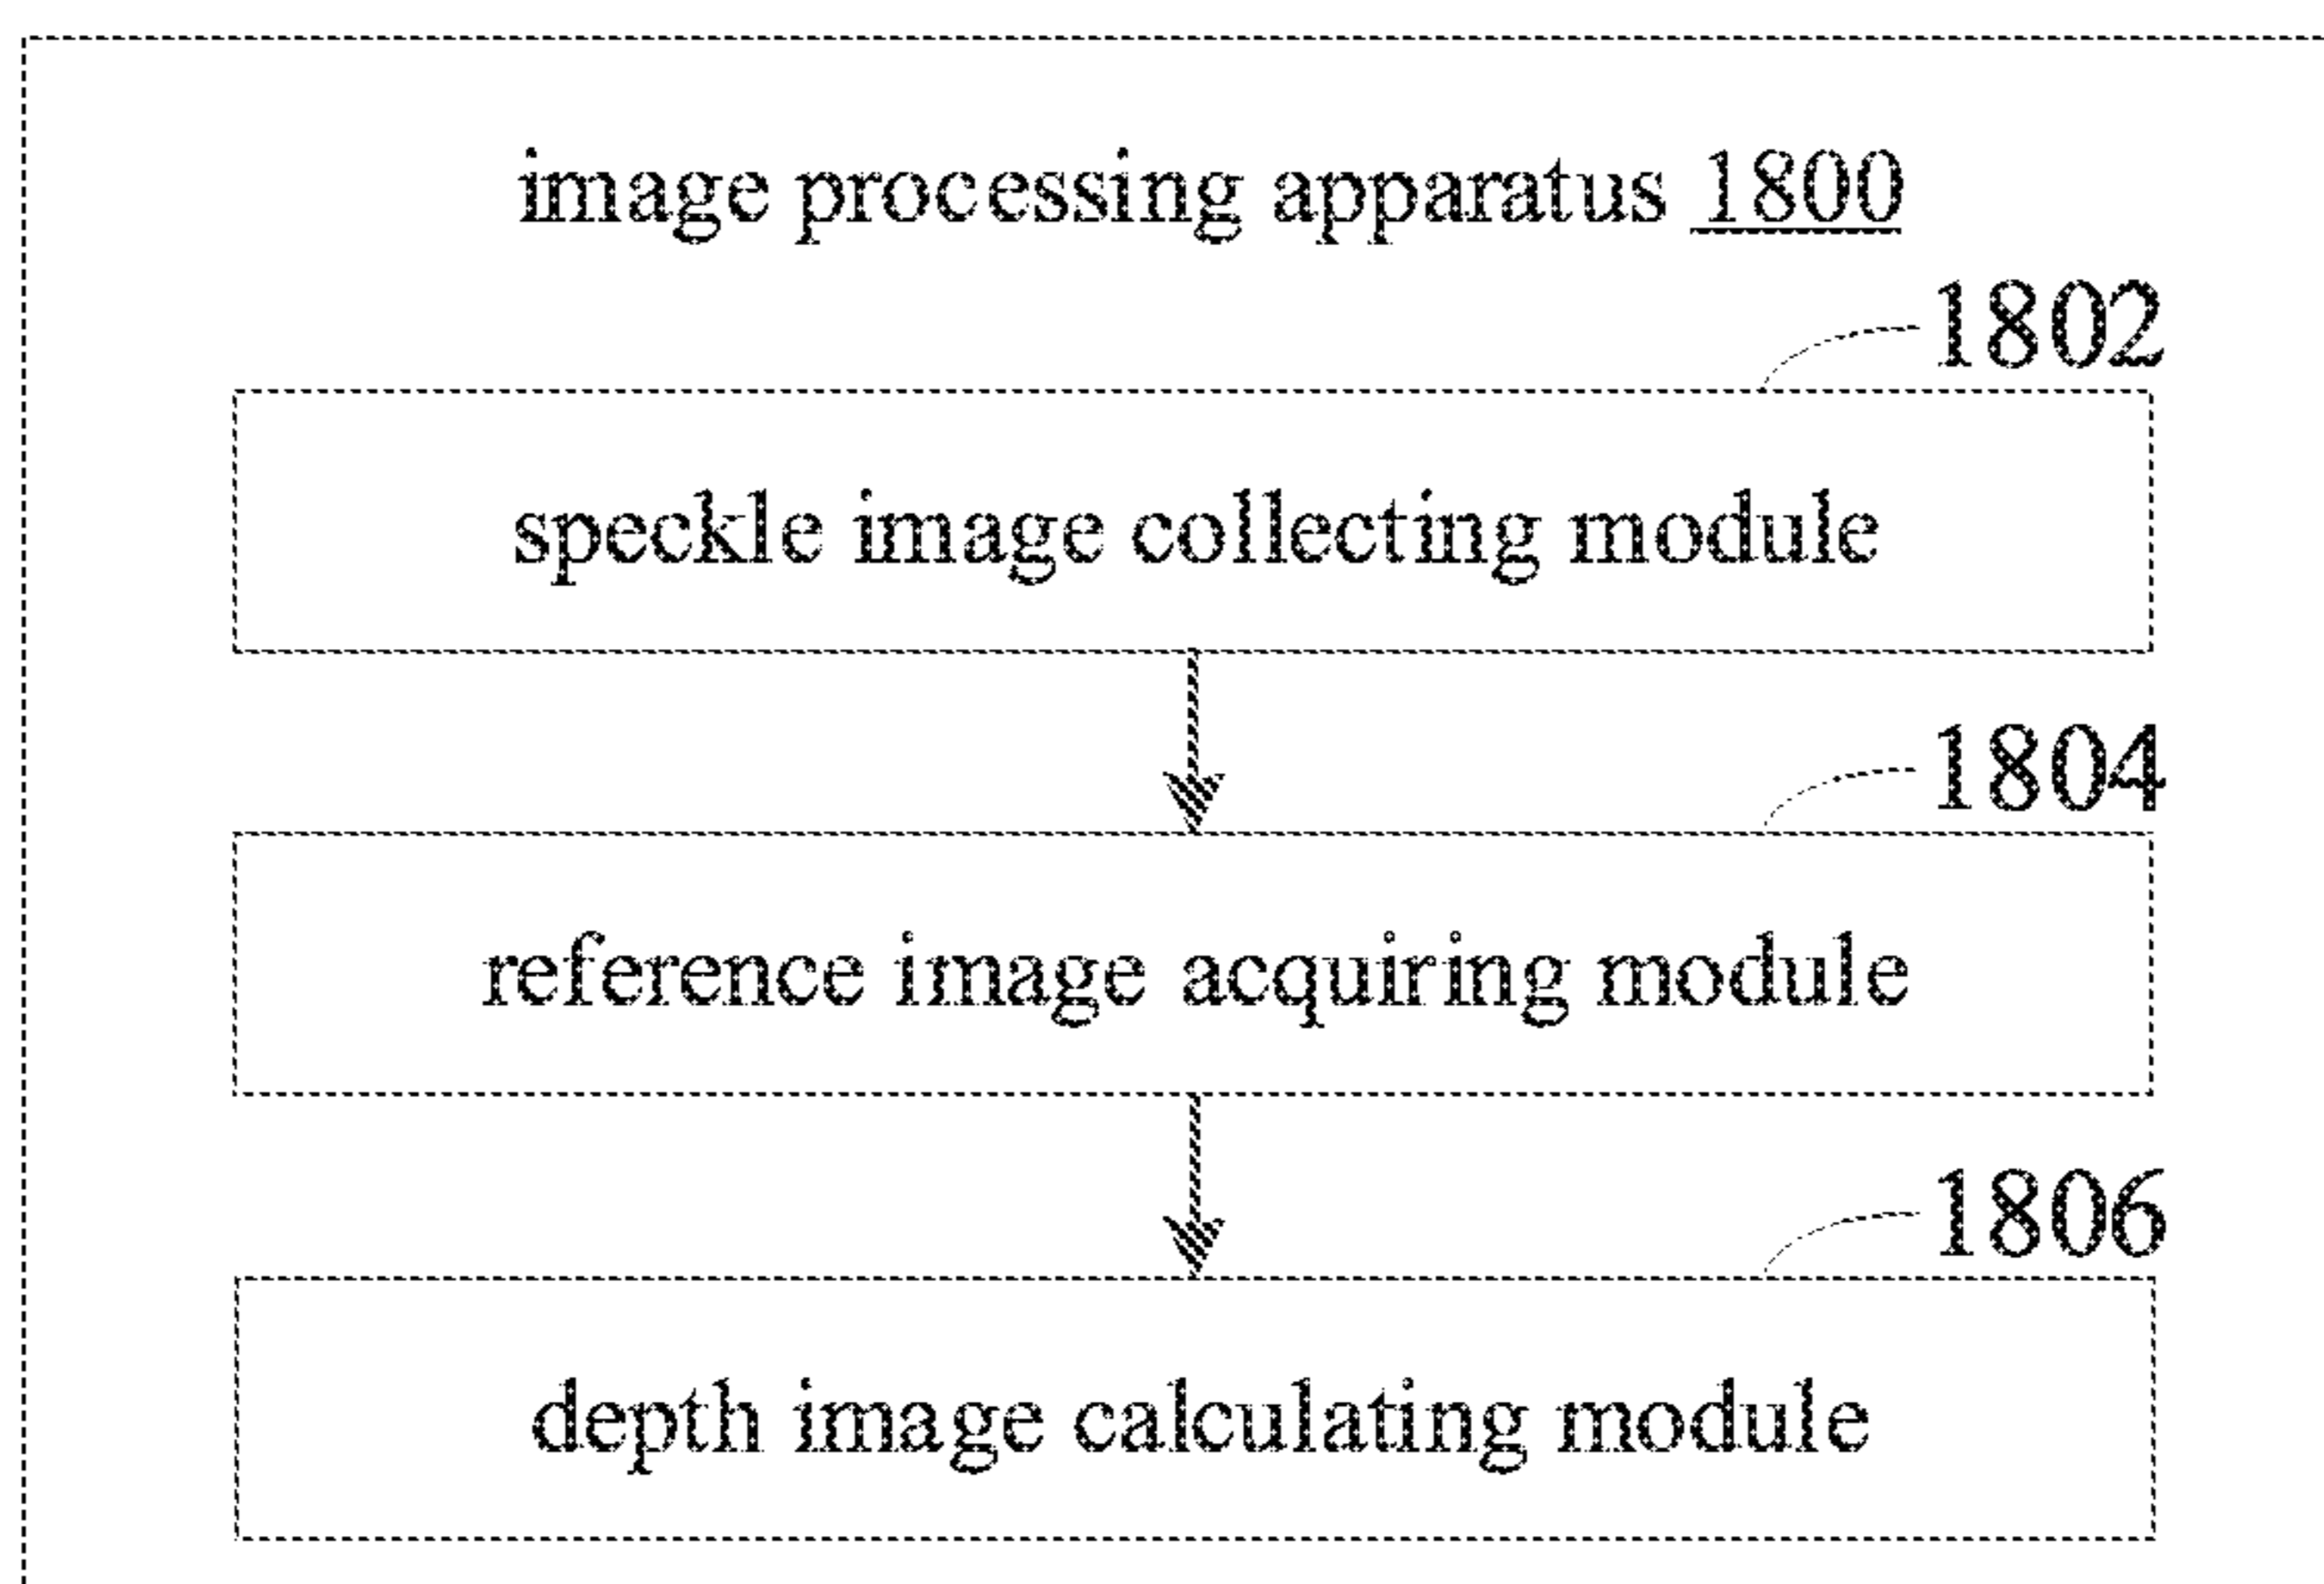 image processing apparatus 1800
1802
speckle image collecting module
1804
reference image acquiring module
1806
depth image calculating module